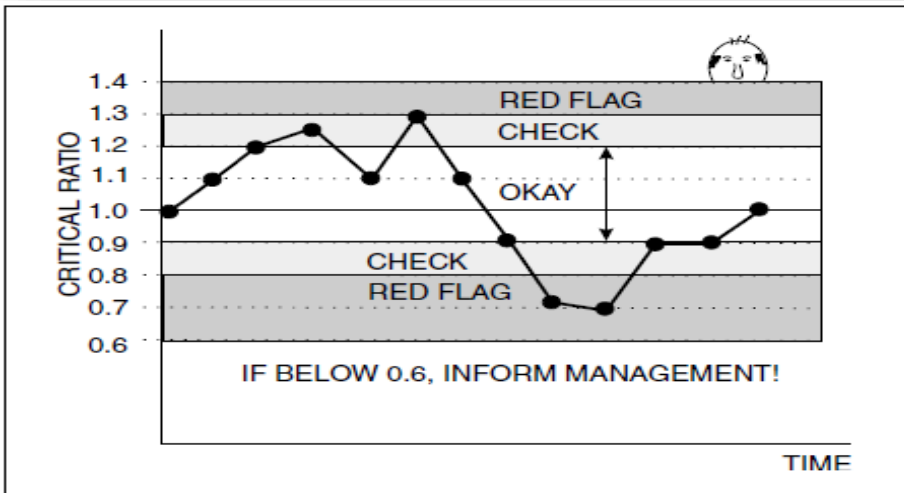 1.4
RED FLAG
1.3
CHECK
1.2
1.1
OKAY
1.0
0.9
CHECK
0.8
RED FLAG
0.7
0.6
IF BELOW 0.6, INFORM MANAGEMENT!
CRITICAL RATIO
TIME